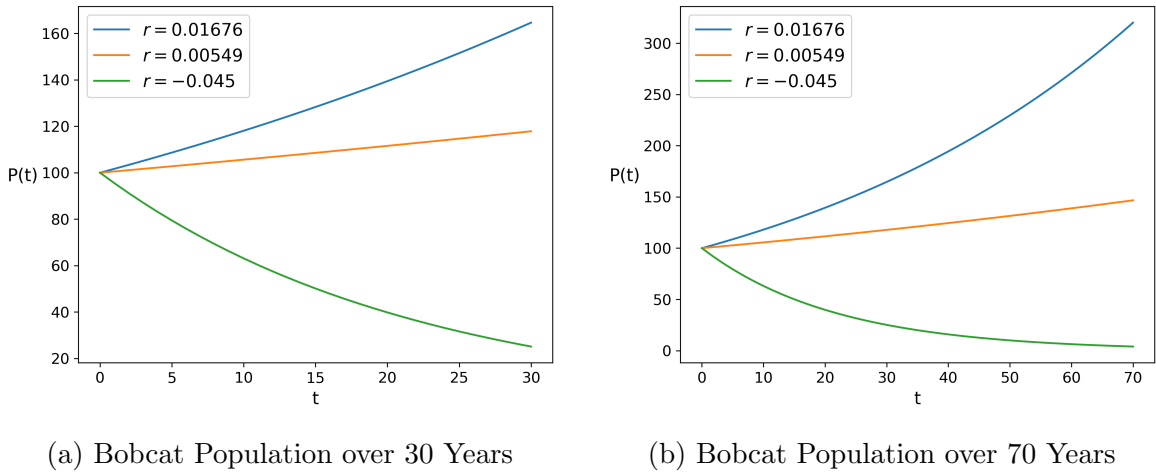 160
140
120
100
80
60
40
20
P(t)
r = 0.01676
r = 0.00549
r = −0.045
0 5 10 15 20 25 30
t
300
250
200
150
100
50
0
P(t)
r = 0.01676
r = 0.00549
r = −0.045
0 10 20 30 40 50 60 70
t
(a) Bobcat Population over 30 Years
(b) Bobcat Population over 70 Years